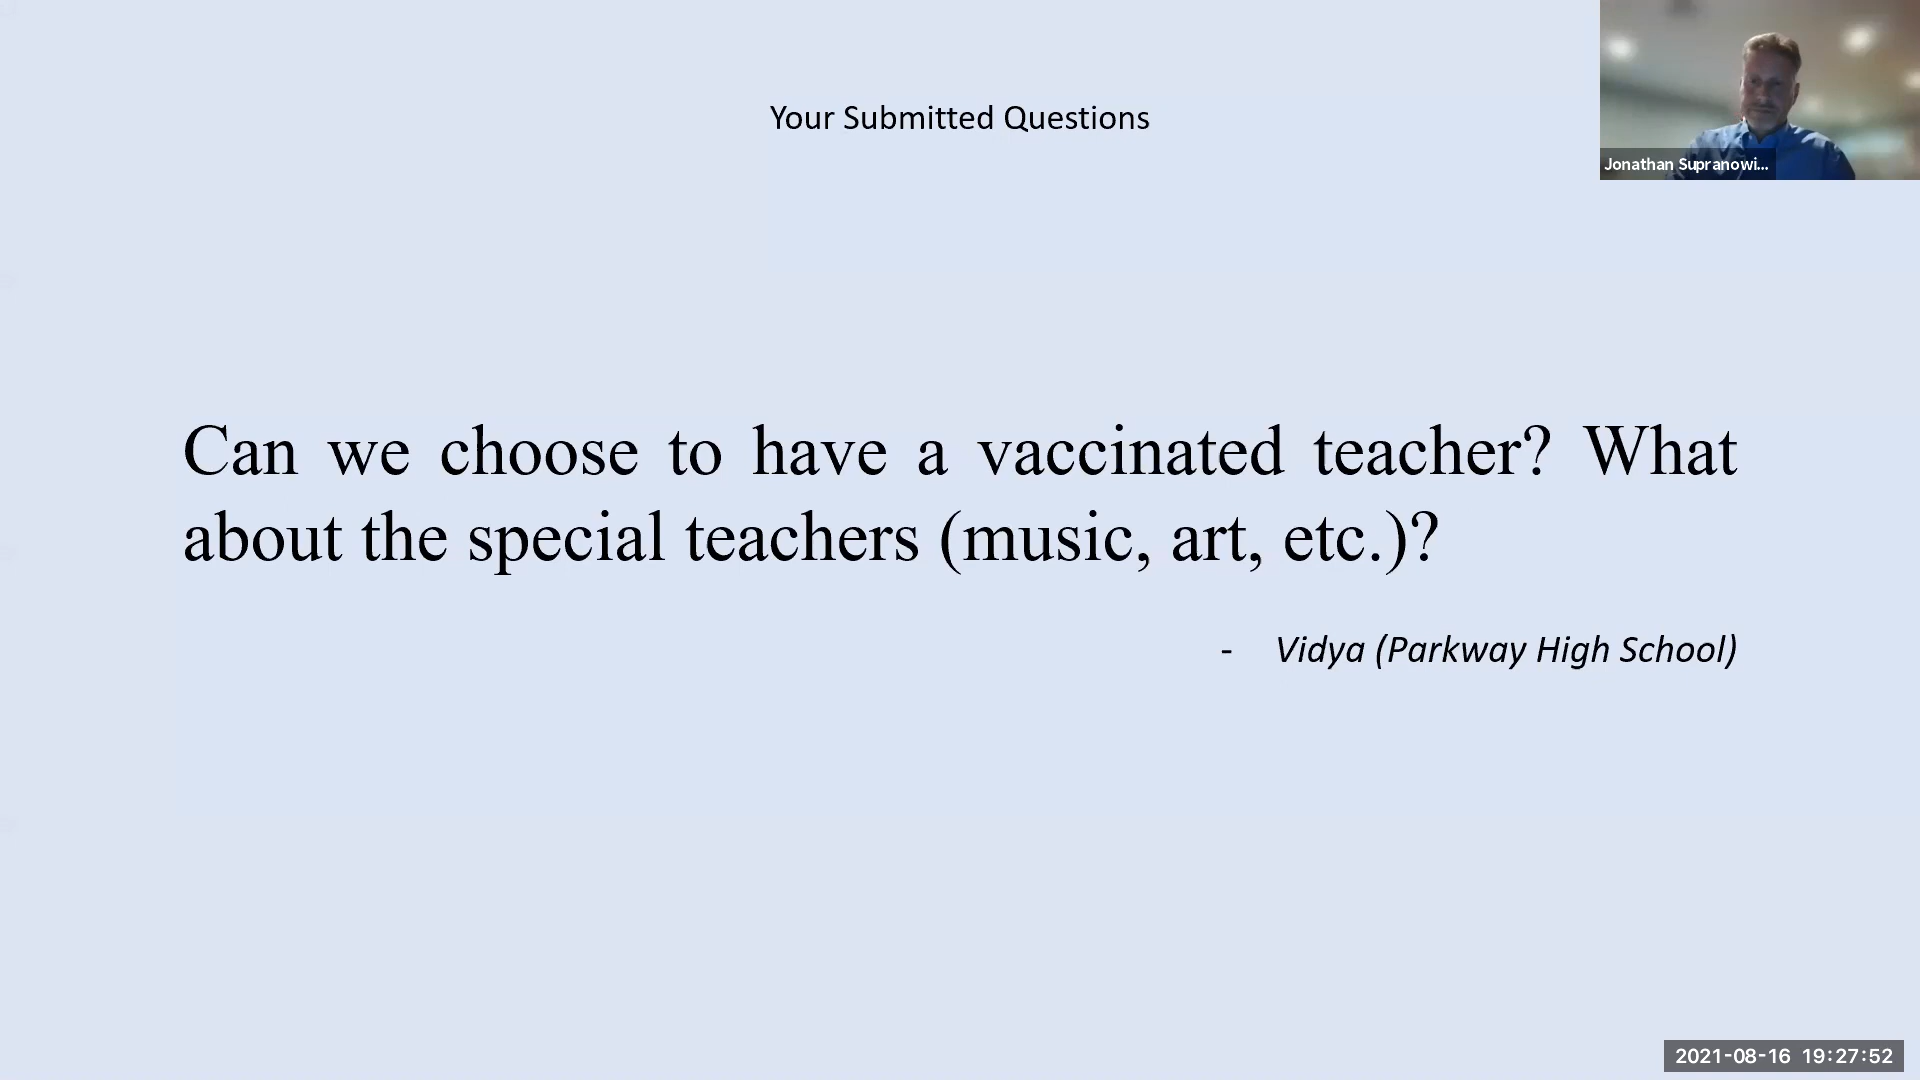 Your Submitted Questions
Jonathan Supranowi...
Can we choose to have a vaccinated teacher? What
about the special teachers (music, art, etc.)?
- Vidya (Parkway High School)
2021-08-16 19:27:52